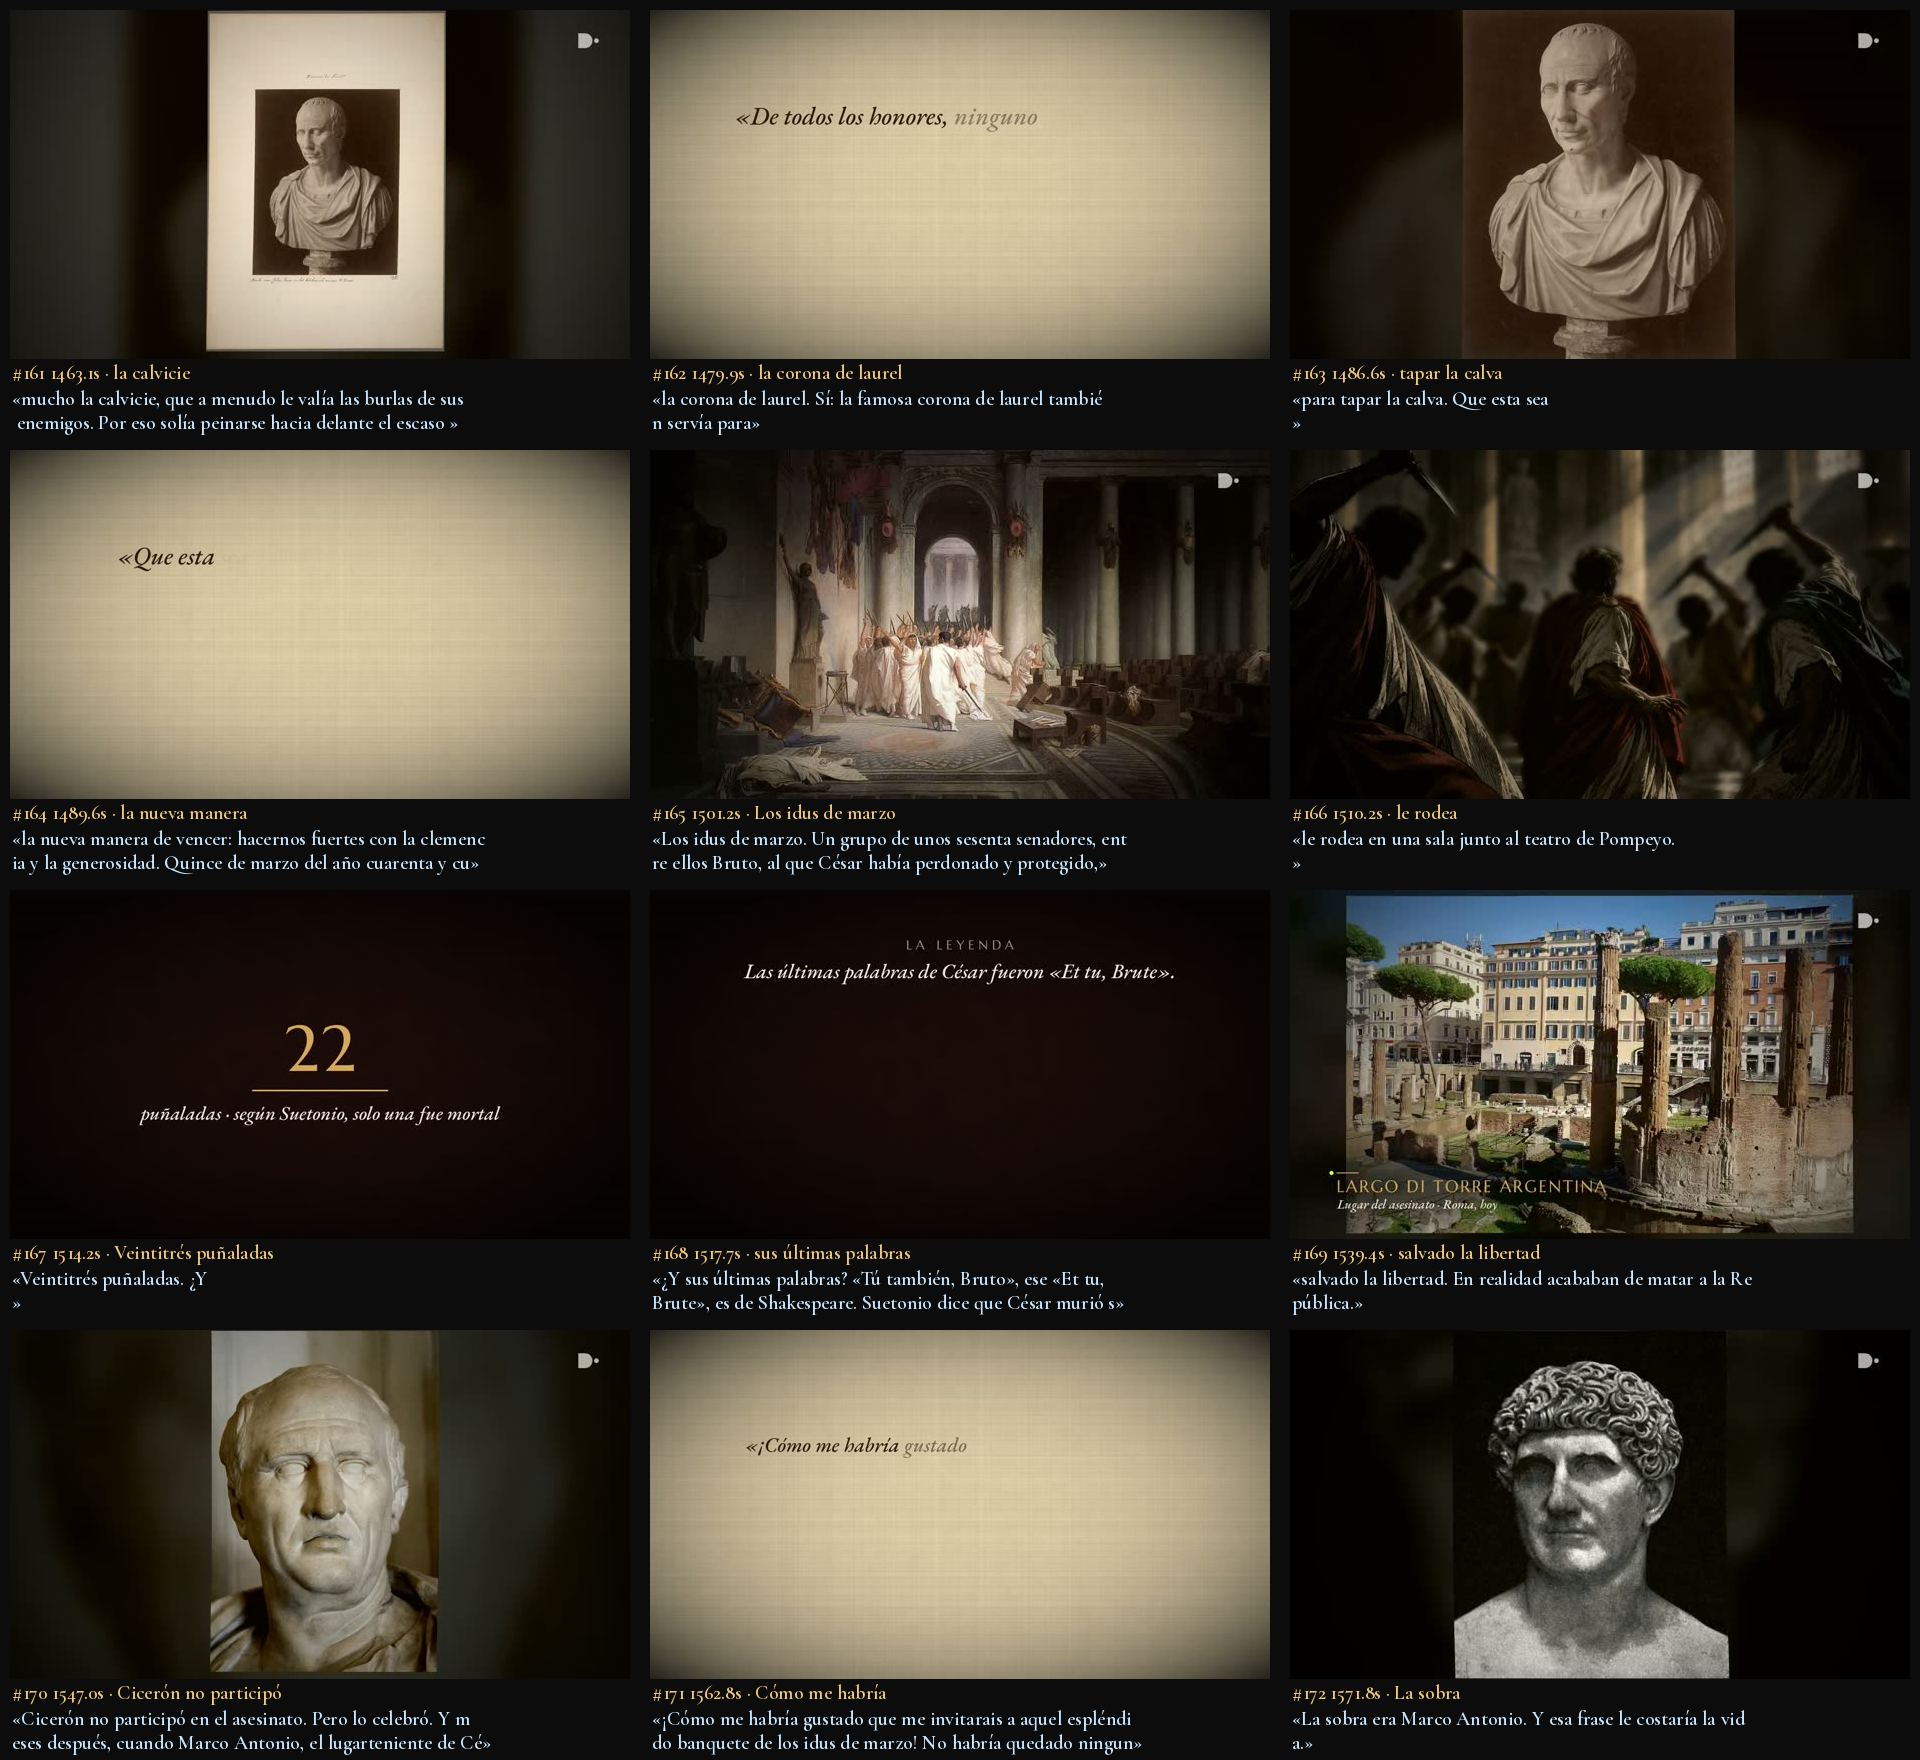 «De todos los honores, ninguno
#161 1463.1s · la calvicie
«mucho la calvicie, que a menudo le valía las burlas de sus
enemigos. Por eso solía peinarse hacia delante el escaso »
#162 1479.9s · la corona de laurel
«la corona de laurel. Sí: la famosa corona de laurel tambié
n servía para»
#163 1486.6s · tapar la calva
«para tapar la calva. Que esta sea
»
«Que esta
#164 1489.6s · la nueva manera
«la nueva manera de vencer: hacernos fuertes con la clemenc
ia y la generosidad. Quince de marzo del año cuarenta y cu»
#165 1501.2s · Los idus de marzo
«Los idus de marzo. Un grupo de unos sesenta senadores, ent
re ellos Bruto, al que César había perdonado y protegido,»
#166 1510.2s · le rodea
«le rodea en una sala junto al teatro de Pompeyo.
»
22
puñaladas · según Suetonio, solo una fue mortal
#167 1514.2s · Veintitrés puñaladas
«Veintitrés puñaladas. ¿Y
»
LA LEYENDA
Las últimas palabras de César fueron «Et tu, Brute».
#168 1517.7s · sus últimas palabras
«¿Y sus últimas palabras? «Tú también, Bruto», ese «Et tu,
Brute», es de Shakespeare. Suetonio dice que César murió s»
LARGO DI TORRE ARGENTINA
Lugar del asesinato · Roma, hoy
#169 1539.4s · salvado la libertad
«salvado la libertad. En realidad acababan de matar a la Re
pública.»
#170 1547.0s · Cicerón no participó
«Cicerón no participó en el asesinato. Pero lo celebró. Y m
eses después, cuando Marco Antonio, el lugarteniente de Cé»
«¡Cómo me habría gustado
#171 1562.8s · Cómo me habría
«¡Cómo me habría gustado que me invitarais a aquel espléndi
do banquete de los idus de marzo! No habría quedado ningun»
#172 1571.8s · La sobra
«La sobra era Marco Antonio. Y esa frase le costaría la vid
a.»